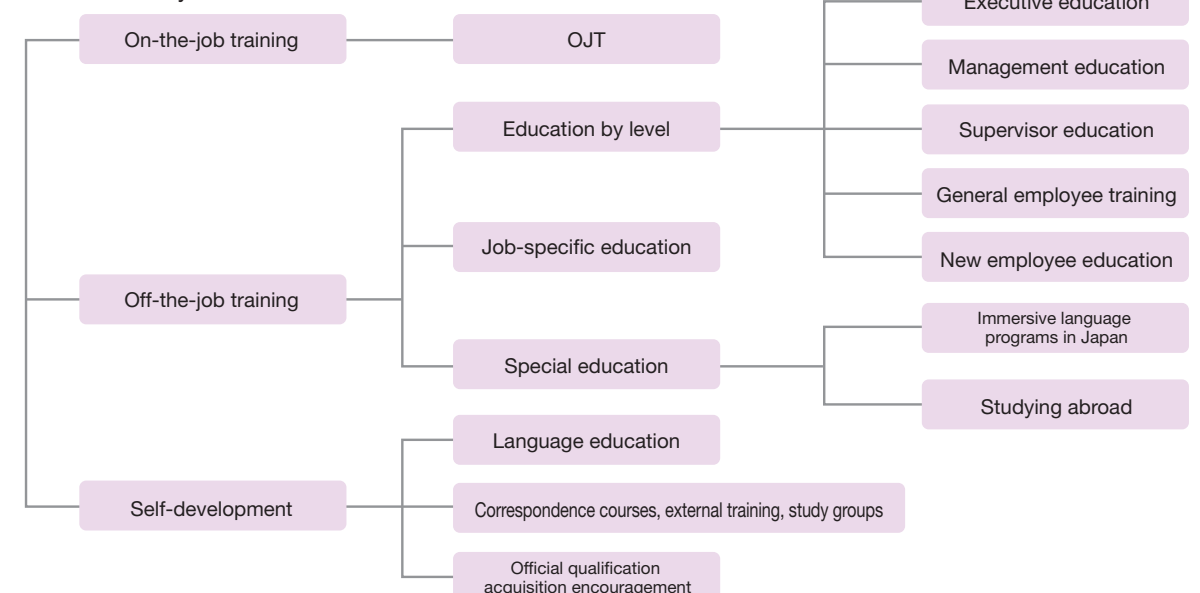 On-the-job training
OJT
Off-the-job training
Education by level
Executive education
Management education
Supervisor education
General employee training
New employee education
Job-specific education
Special education
Immersive language
programs in Japan
Studying abroad
Self-development
Language education
Correspondence courses, external training, study groups
Official qualification
acquisition encouragement